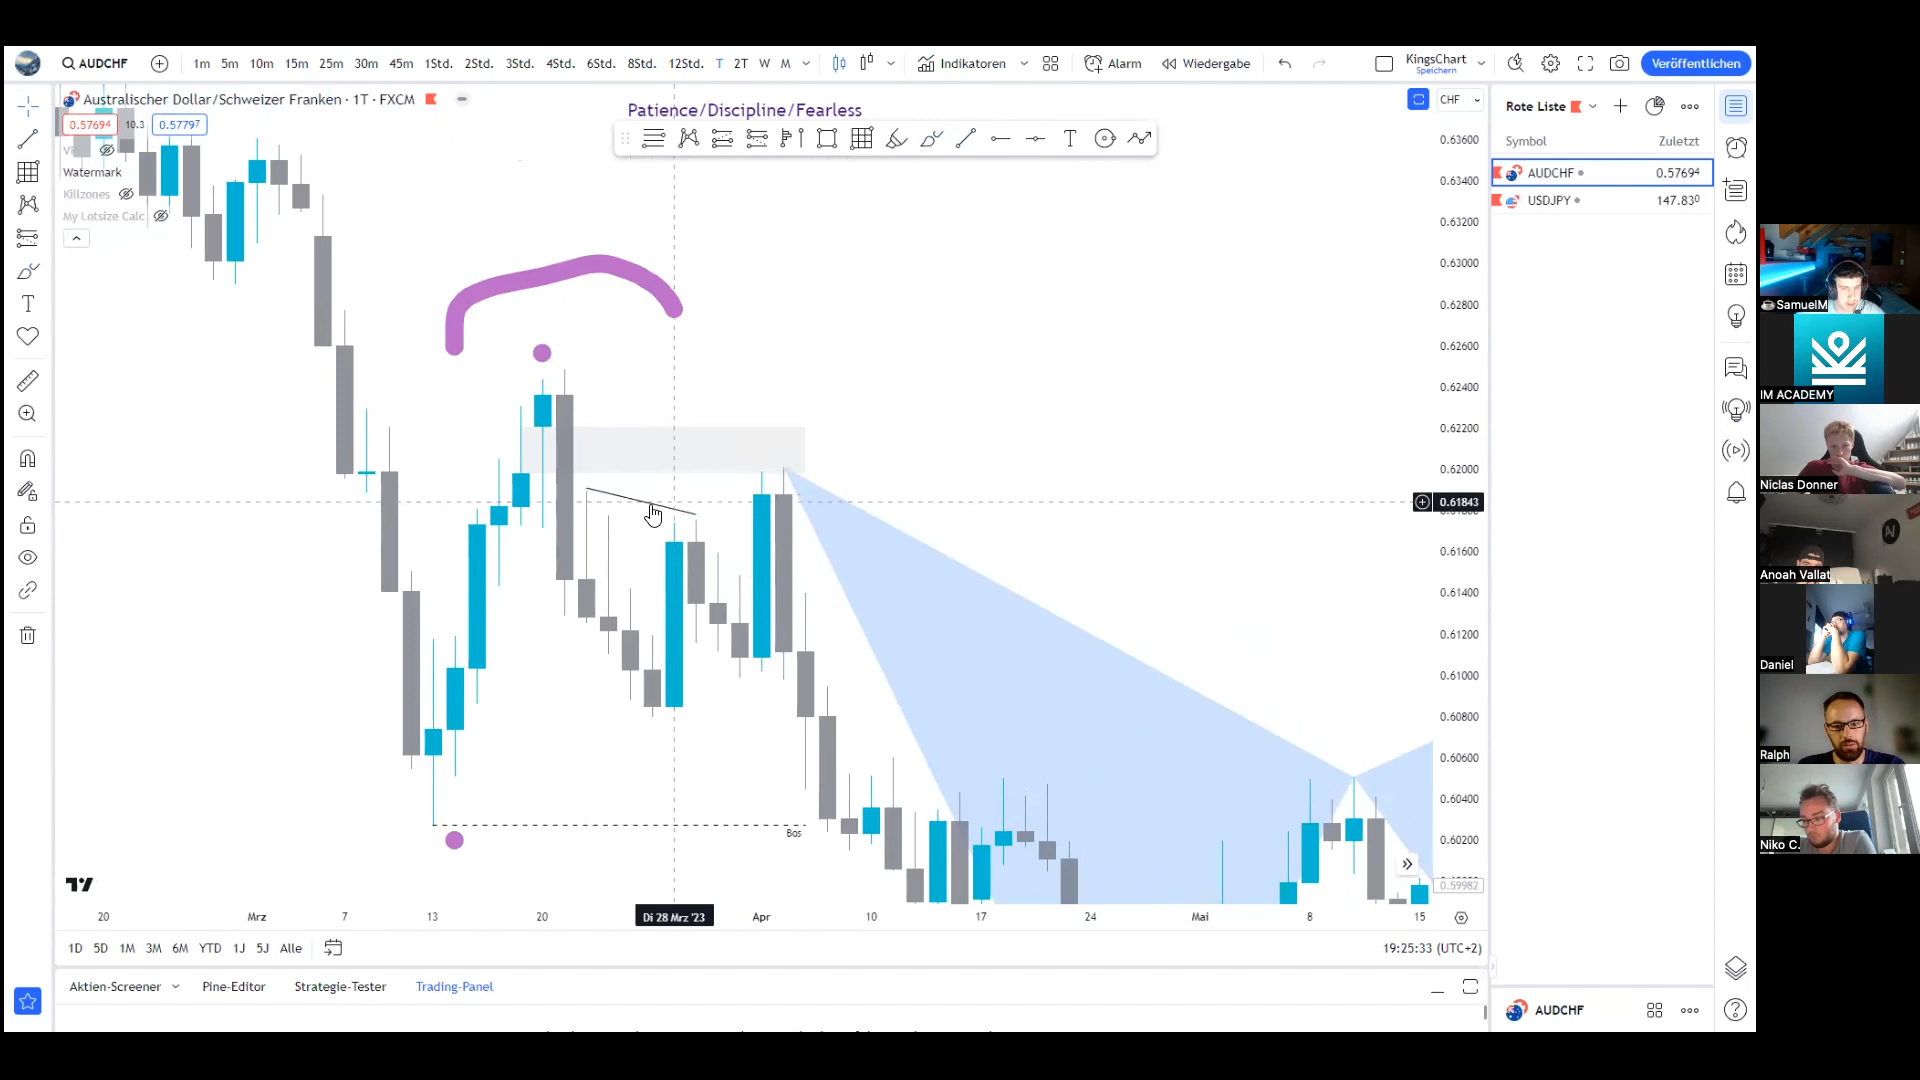 AUDCHF
1m 5m 10m 15m 25m 30m 45m 1Std. 2Std. 3Std. 4Std. 6Std. 8Std. 12Std. T 2T W M
Indikatoren
Alarm
Wiedergabe
KingsChart
Speichern
Veröffentlichen
Australischer Dollar/Schweizer Franken · 1T · FXCM
0.57694 10.3 0.57797
Watermark
Killzones
My Lotsize Calc
Patience/Discipline/Fearless
CHF
0.63600
0.63400
0.63200
0.63000
0.62800
0.62600
0.62400
0.62200
0.62000
0.61843
0.61600
0.61400
0.61200
0.61000
0.60800
0.60600
0.60400
0.60200
0.59982
Bos
20 Mrz 7 13 20 Di 28 Mrz '23 Apr 10 17 24 Mai 8 15
1D 5D 1M 3M 6M YTD 1J 5J Alle
19:25:33 (UTC+2)
Aktien-Screener Pine-Editor Strategie-Tester Trading-Panel
Rote Liste
Symbol Zuletzt
AUDCHF 0.57694
USDJPY 147.830
AUDCHF
SamuelM
IM ACADEMY
Niclas Donner
Anoah Vallat
Daniel
Ralph
Niko C.